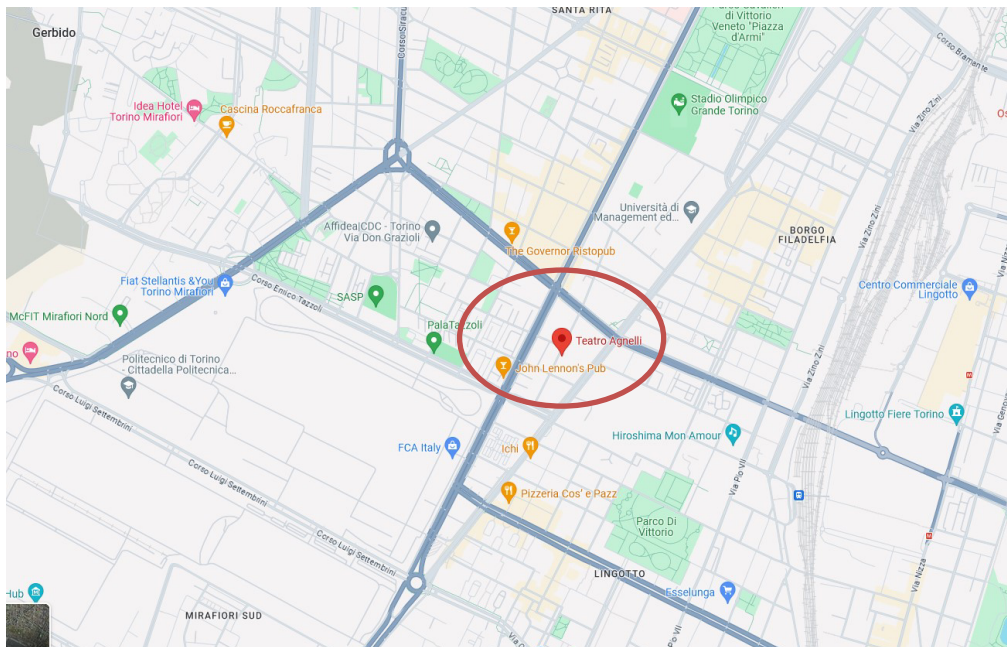 SANTA RITA
Gerbido
Corso Siracusa
di Vittorio
Veneto "Piazza
d'Armi"
Corso Bramante
Idea Hotel
Torino Mirafiori
Cascina Roccafranca
Stadio Olimpico
Grande Torino
Via Zino Zini
Università di
Management ed...
Affidea|CDC - Torino
Via Don Grazioli
BORGO
FILADELFIA
Via Zino Zini
The Governor Ristopub
Fiat Stellantis &You
Torino Mirafiori
Corso Enrico Tazzoli
SASP
Centro Commerciale
Lingotto
McFIT Mirafiori Nord
PalaTazzoli
Teatro Agnelli
John Lennon's Pub
Politecnico di Torino
- Cittadella Politecnica...
Via Zino Zini
Corso Luigi Settembrini
Lingotto Fiere Torino
Hiroshima Mon Amour
FCA Italy
Ichi
Corso Luigi Settembrini
Via Pio VII
Pizzeria Cos' e Pazz
Parco Di
Vittorio
Corso Luigi Settembrini
LINGOTTO
Via Nizza
Esselunga
Hub
MIRAFIORI SUD